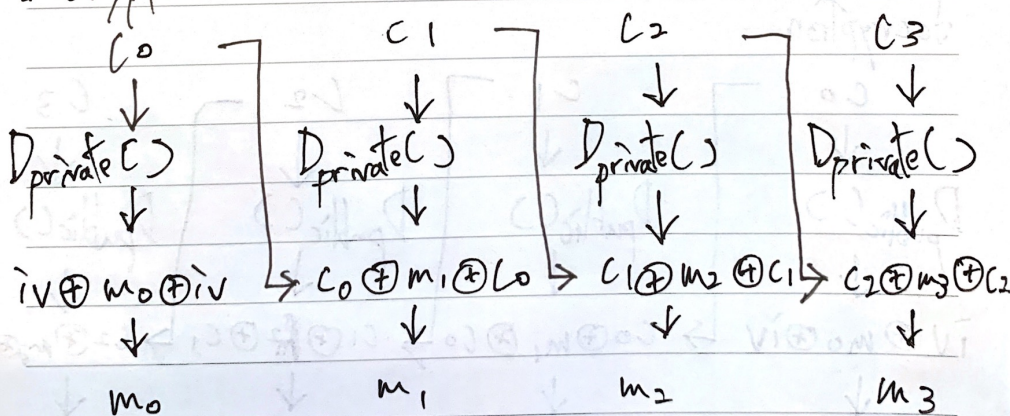 C0 C1 C2 C3
Dprivate() Dprivate() Dprivate() Dprivate()
iv ⊕ m0 ⊕ iv C0 ⊕ m1 ⊕ C0 C1 ⊕ m2 ⊕ C1 C2 ⊕ m3 ⊕ C2
m0 m1 m2 m3